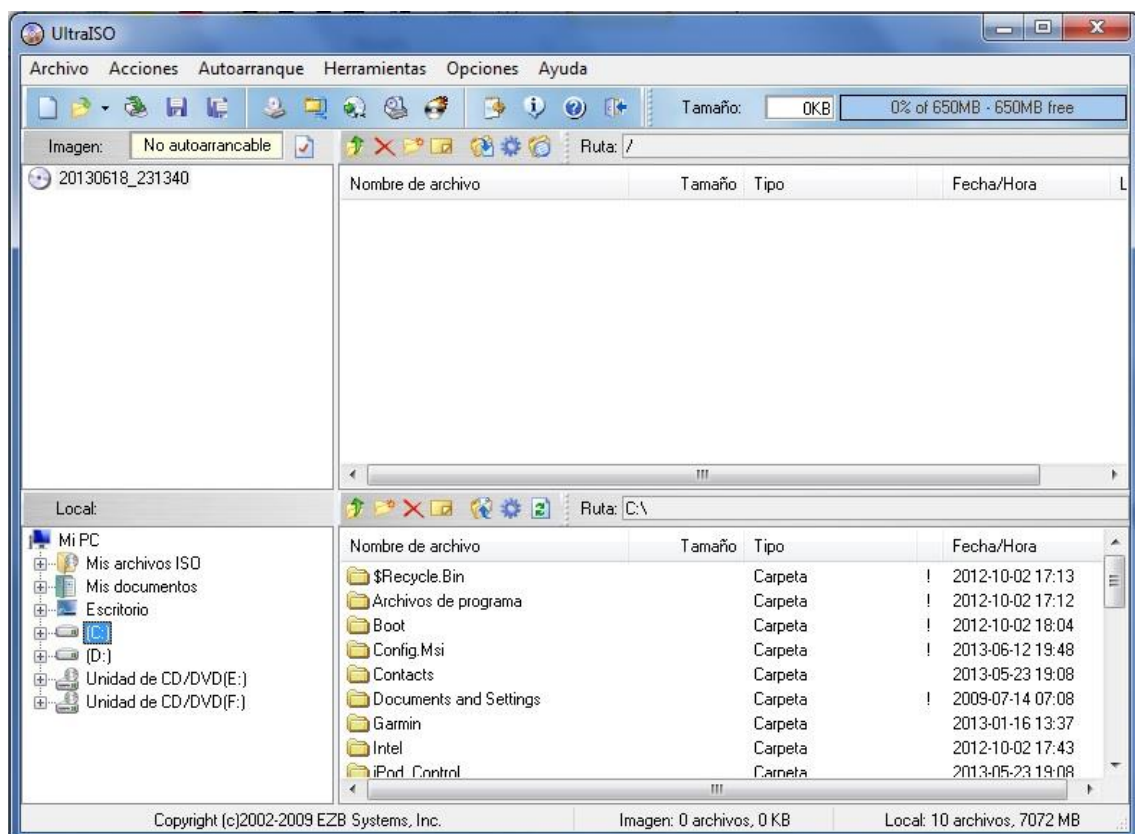 UltraISO
Archivo Acciones Autoarranque Herramientas Opciones Ayuda
Tamaño: 0KB 0% of 650MB - 650MB free
Imagen: No autoarrancable Ruta: /
20130618_231340
Nombre de archivo Tamaño Tipo Fecha/Hora L
Local: Ruta: C:\
Mi PC
Mis archivos ISO
Mis documentos
Escritorio
(C:)
(D:)
Unidad de CD/DVD(E:)
Unidad de CD/DVD(F:)
Nombre de archivo Tamaño Tipo Fecha/Hora
$Recycle.Bin Carpeta ! 2012-10-02 17:13
Archivos de programa Carpeta ! 2012-10-02 17:12
Boot Carpeta ! 2012-10-02 18:04
Config.Msi Carpeta ! 2013-06-12 19:48
Contacts Carpeta 2013-05-23 19:08
Documents and Settings Carpeta ! 2009-07-14 07:08
Garmin Carpeta 2013-01-16 13:37
Intel Carpeta 2012-10-02 17:43
iPod_Control Carpeta 2013-05-23 19:08
Copyright (c)2002-2009 EZB Systems, Inc. Imagen: 0 archivos, 0 KB Local: 10 archivos, 7072 MB